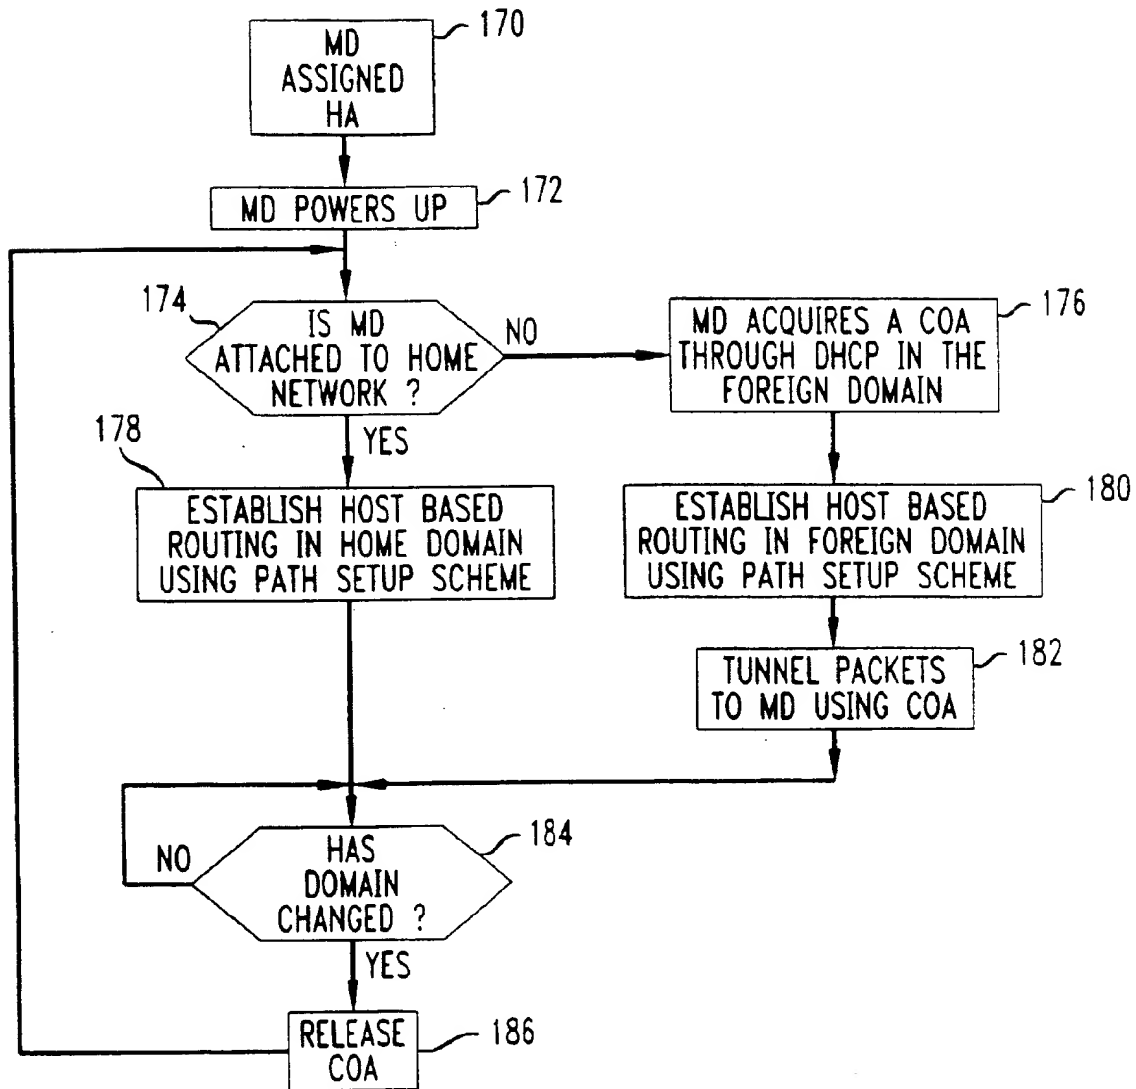 170
MD
ASSIGNED
HA
172
MD POWERS UP
174
IS MD
ATTACHED TO HOME
NETWORK ?
NO
YES
176
MD ACQUIRES A COA
THROUGH DHCP IN THE
FOREIGN DOMAIN
178
ESTABLISH HOST BASED
ROUTING IN HOME DOMAIN
USING PATH SETUP SCHEME
180
ESTABLISH HOST BASED
ROUTING IN FOREIGN DOMAIN
USING PATH SETUP SCHEME
182
TUNNEL PACKETS
TO MD USING COA
184
HAS
DOMAIN
CHANGED ?
NO
YES
RELEASE
COA
186